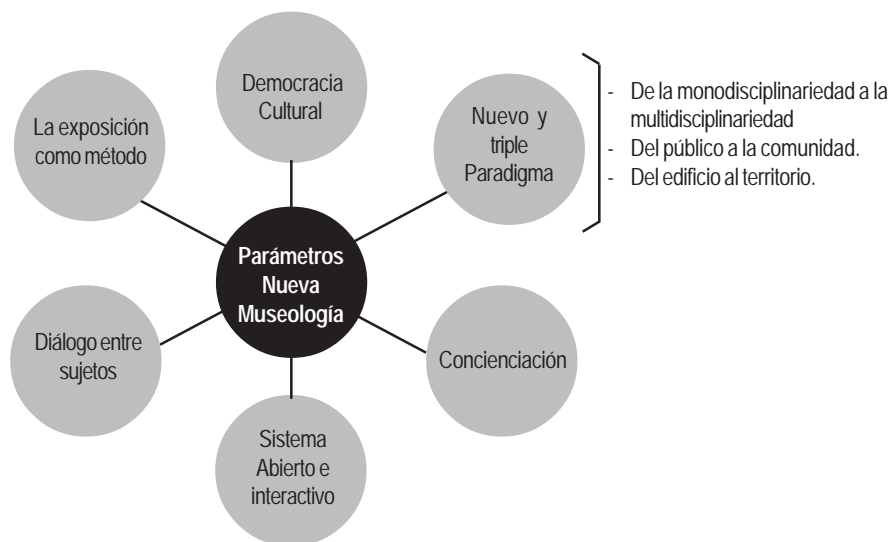 Democracia
Cultural
Nuevo y
triple
Paradigma
- De la monodisciplinariedad a la
multidisciplinariedad
- Del público a la comunidad.
- Del edificio al territorio.
La exposición
como método
Parámetros
Nueva
Museología
Diálogo entre
sujetos
Concienciación
Sistema
Abierto e
interactivo